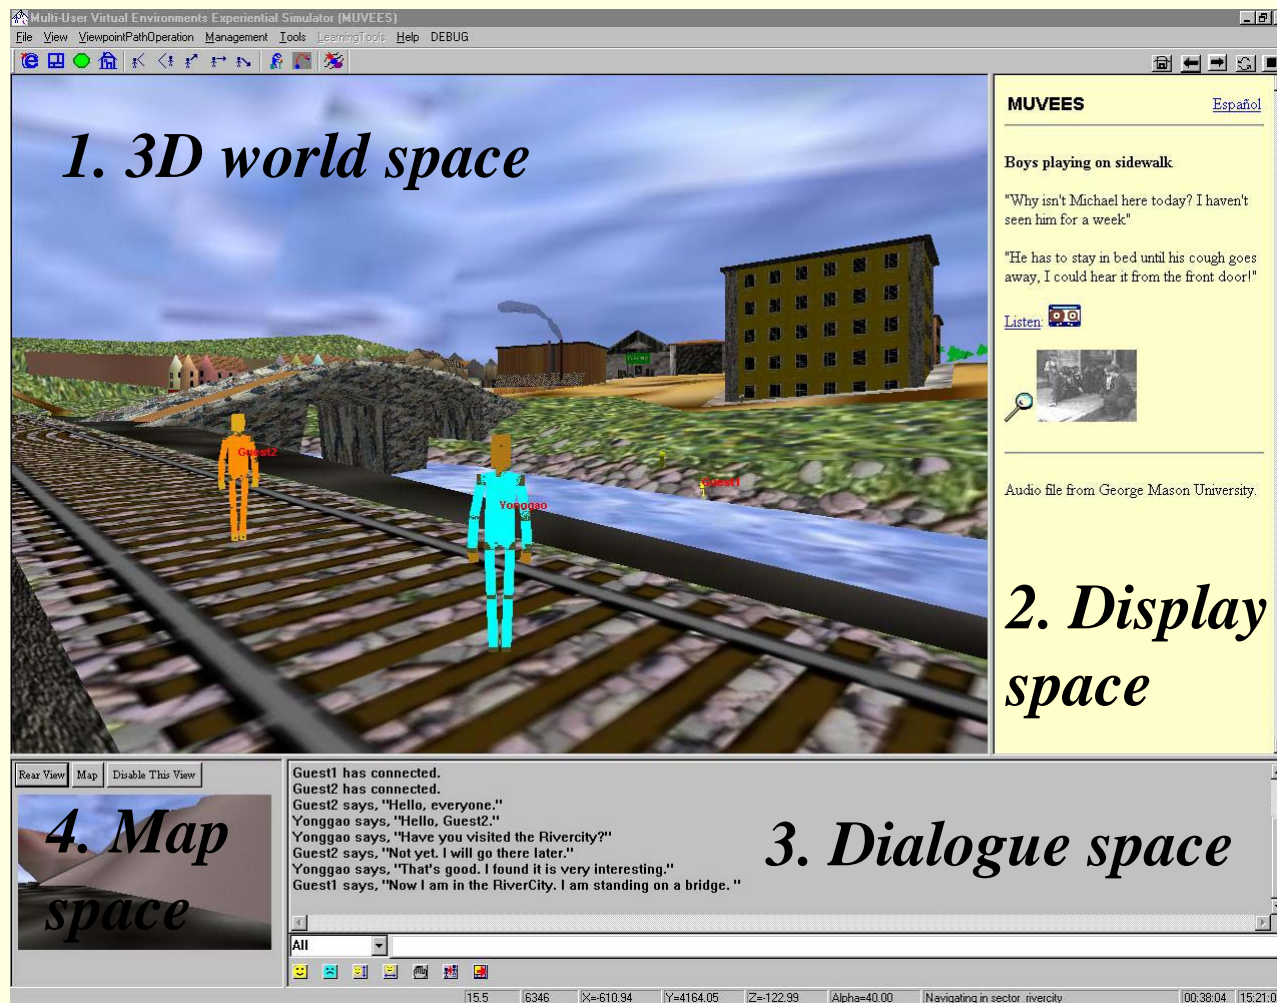 Multi-User Virtual Environments Experiential Simulator (MUVEES)
File View ViewpointPathOperation Management Tools LearningTools Help DEBUG
1. 3D world space
Guest2
Yonggao
Guest1
MUVEES Español
Boys playing on sidewalk.
"Why isn't Michael here today? I haven't
seen him for a week"
"He has to stay in bed until his cough goes
away, I could hear it from the front door!"
Listen:
Audio file from George Mason University.
2. Display
space
Rear View Map Disable This View
4. Map
space
Guest1 has connected.
Guest2 has connected.
Guest2 says, "Hello, everyone."
Yonggao says, "Hello, Guest2."
Yonggao says, "Have you visited the Rivercity?"
Guest2 says, "Not yet. I will go there later."
Yonggao says, "That's good. I found it is very interesting."
Guest1 says, "Now I am in the RiverCity. I am standing on a bridge. "
3. Dialogue space
All
15.5 6346 X=-610.94 Y=4164.05 Z=-122.99 Alpha=40.00 Navigating in sector rivercity 00:38:04 15:21:0